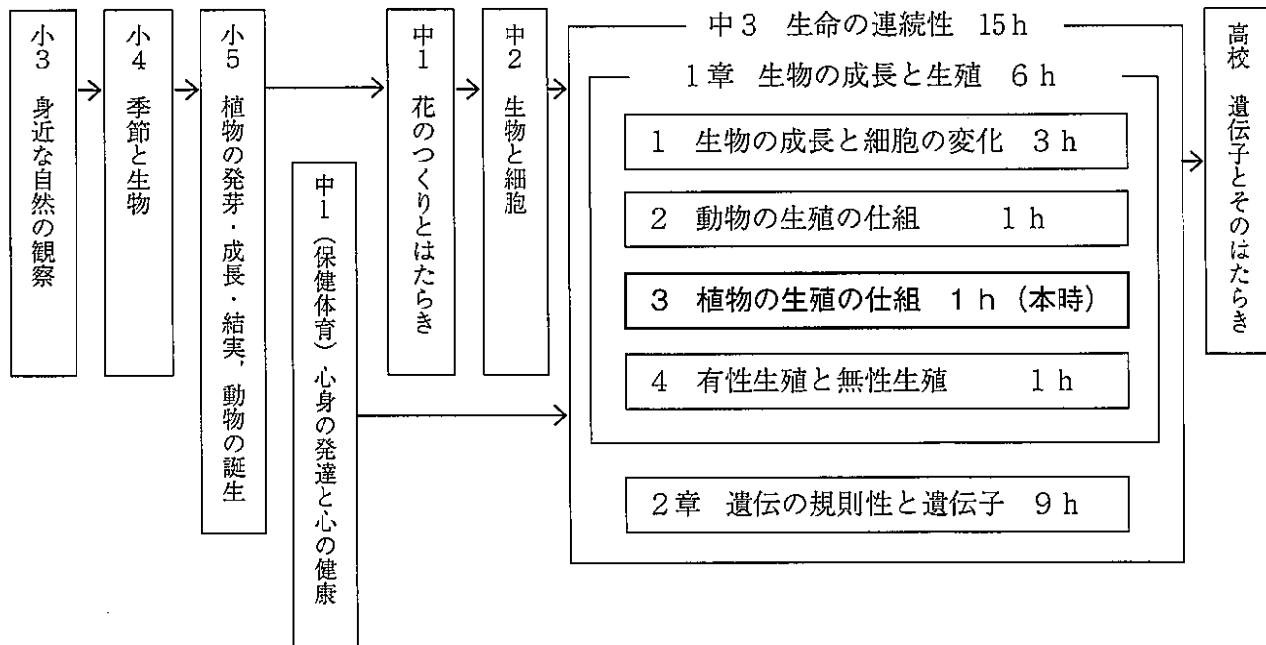 小3　身近な自然の観察
小4　季節と生物
小5　植物の発芽・成長・結実，動物の誕生
中1（保健体育）心身の発達と心の健康
中1　花のつくりとはたらき
中2　生物と細胞
中3　生命の連続性　15h
1章　生物の成長と生殖　6h
1　生物の成長と細胞の変化　3h
2　動物の生殖の仕組　1h
3　植物の生殖の仕組　1h（本時）
4　有性生殖と無性生殖　1h
2章　遺伝の規則性と遺伝子　9h
高校　遺伝子とそのはたらき